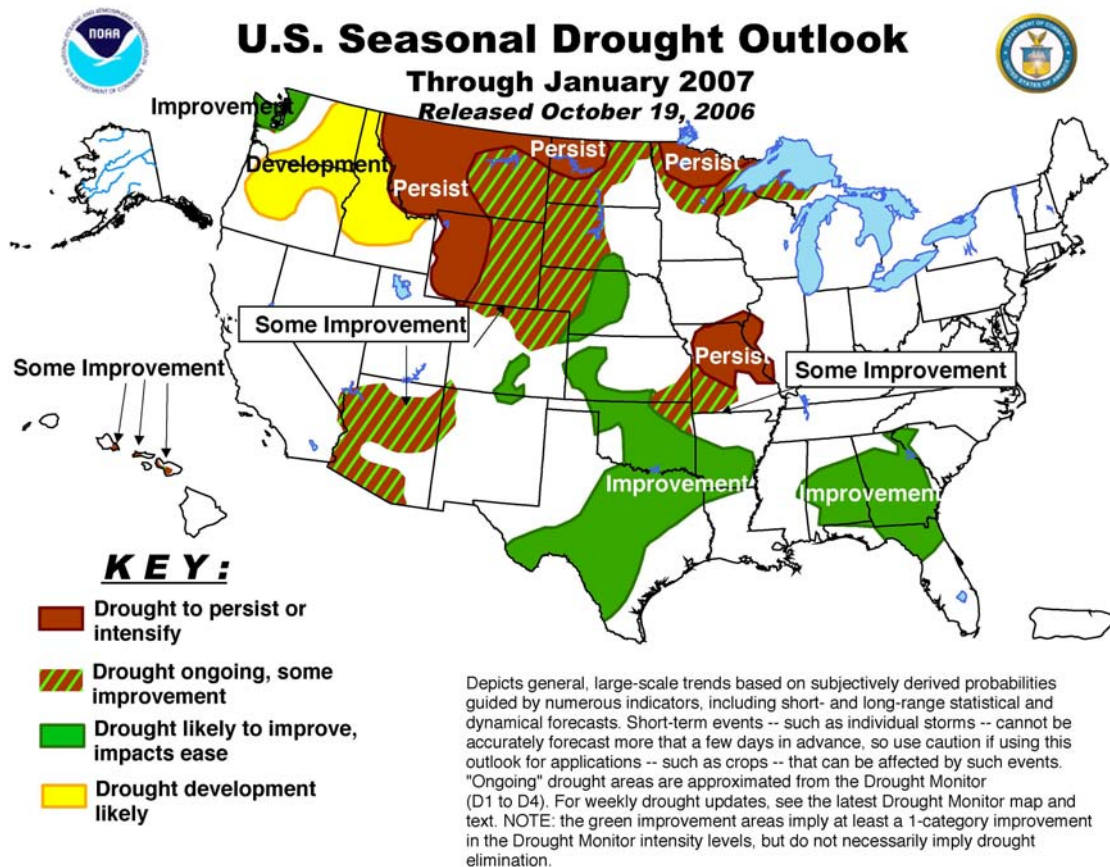 U.S. Seasonal Drought Outlook
Through January 2007
Released October 19, 2006
NOAA
Improvement
Development
Persist
Persist
Persist
Some Improvement
Persist
Some Improvement
Some Improvement
Improvement
Improvement
KEY:
Drought to persist or
intensify
Drought ongoing, some
improvement
Drought likely to improve,
impacts ease
Drought development
likely
Depicts general, large-scale trends based on subjectively derived probabilities
guided by numerous indicators, including short- and long-range statistical and
dynamical forecasts. Short-term events -- such as individual storms -- cannot be
accurately forecast more that a few days in advance, so use caution if using this
outlook for applications -- such as crops -- that can be affected by such events.
"Ongoing" drought areas are approximated from the Drought Monitor
(D1 to D4). For weekly drought updates, see the latest Drought Monitor map and
text. NOTE: the green improvement areas imply at least a 1-category improvement
in the Drought Monitor intensity levels, but do not necessarily imply drought
elimination.